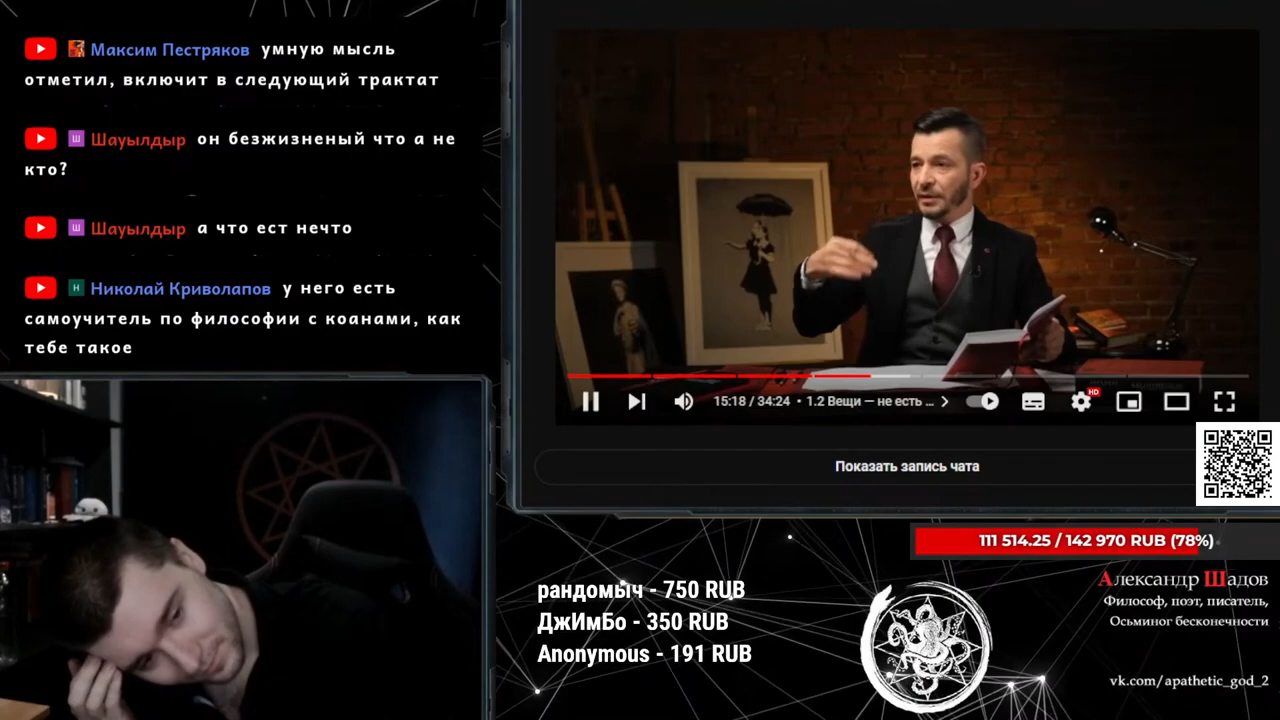 Максим Пестряков умную мысль
отметил, включит в следующий трактат
Ш Шауылдыр он безжизненый что а не
кто?
Ш Шауылдыр а что ест нечто
Н Николай Криволапов у него есть
самоучитель по философии с коанами, как
тебе такое
15:18 / 34:24 • 1.2 Вещи — не есть ...
HD
Показать запись чата
111 514.25 / 142 970 RUB (78%)
рандомыч - 750 RUB
ДжИмБо - 350 RUB
Anonymous - 191 RUB
Александр Шадов
Философ, поэт, писатель,
Осьминог бесконечности
vk.com/apathetic_god_2